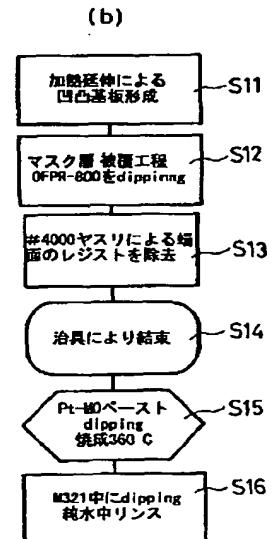 (b)
加熱延伸による
凹凸基板形成
S11
マスク層 被覆工程
OFPR-800をdippinng
S12
#4000ヤスリによる端
面のレジストを除去
S13
治具により結束
S14
Pt-MOペースト
dipping
焼成360 C
S15
M321中にdipping
純水中リンス
S16